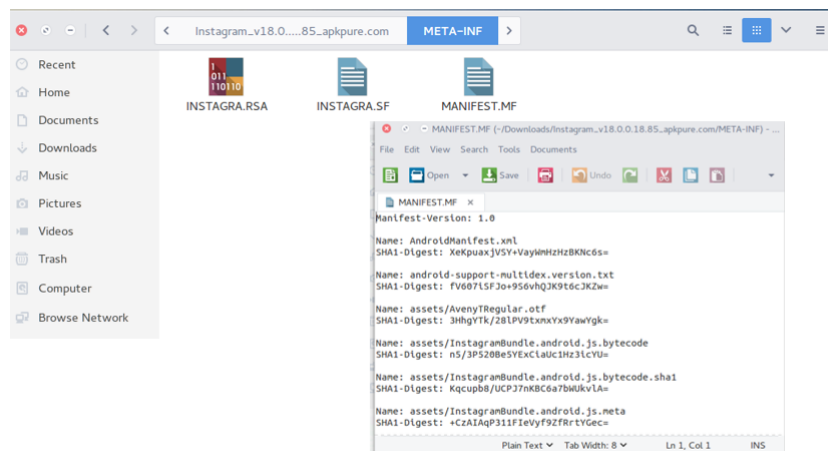 Instagram_v18.0.....85_apkpure.com
META-INF
Recent
Home
Documents
Downloads
Music
Pictures
Videos
Trash
Computer
Browse Network
1
011
110110
INSTAGRA.RSA
INSTAGRA.SF
MANIFEST.MF
MANIFEST.MF (~/Downloads/Instagram_v18.0.0.18.85_apkpure.com/META-INF) - ...
File Edit View Search Tools Documents
Open
Save
Undo
MANIFEST.MF ×
Manifest-Version: 1.0
Name: AndroidManifest.xml
SHA1-Digest: XeKpuaxjVSY+VayWmHzHzBKNc6s=
Name: android-support-multidex.version.txt
SHA1-Digest: fV607iSFJo+9S6vhQJK9t6cJKZw=
Name: assets/AvenyTRegular.otf
SHA1-Digest: 3HhgYTk/28lPV9txmxYx9YawYgk=
Name: assets/InstagramBundle.android.js.bytecode
SHA1-Digest: n5/3P520Be5YExCiaUc1Hz3icYU=
Name: assets/InstagramBundle.android.js.bytecode.sha1
SHA1-Digest: Kqcupb8/UCPJ7nKBC6a7bWUkvlA=
Name: assets/InstagramBundle.android.js.meta
SHA1-Digest: +CzAIAqP311FIeVyf9ZfRrtYGec=
Plain Text Tab Width: 8 Ln 1, Col 1 INS